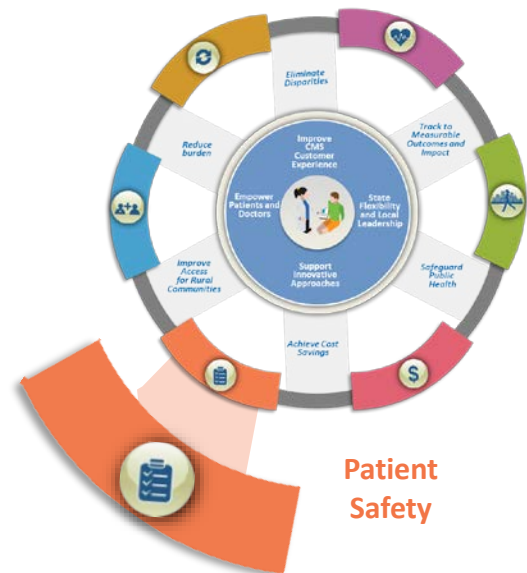 Eliminate
Disparities
Reduce
burden
Track to
Measurable
Outcomes and
Impact
Improve
CMS
Customer
Experience
Empower
Patients and
Doctors
State
Flexibility
and Local
Leadership
Support
Innovative
Approaches
Improve
Access
for Rural
Communities
Safeguard
Public
Health
Achieve Cost
Savings
$
Patient
Safety